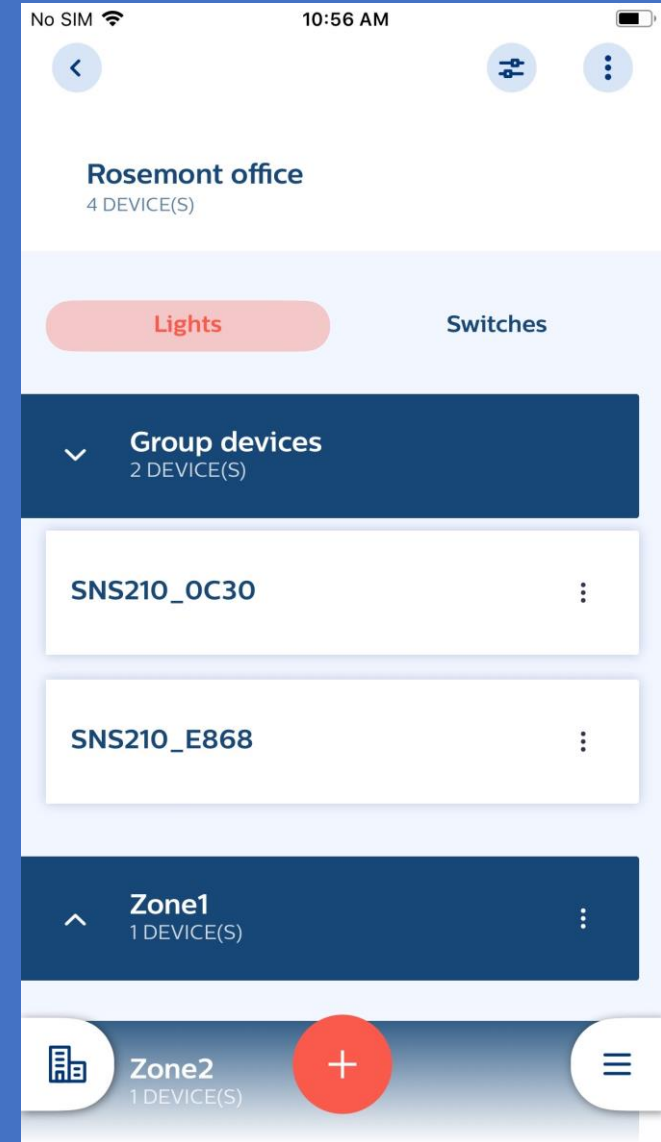 No SIM 10:56 AM
Rosemont office
4 DEVICE(S)
Lights Switches
Group devices
2 DEVICE(S)
SNS210_0C30
SNS210_E868
Zone1
1 DEVICE(S)
Zone2
1 DEVICE(S)